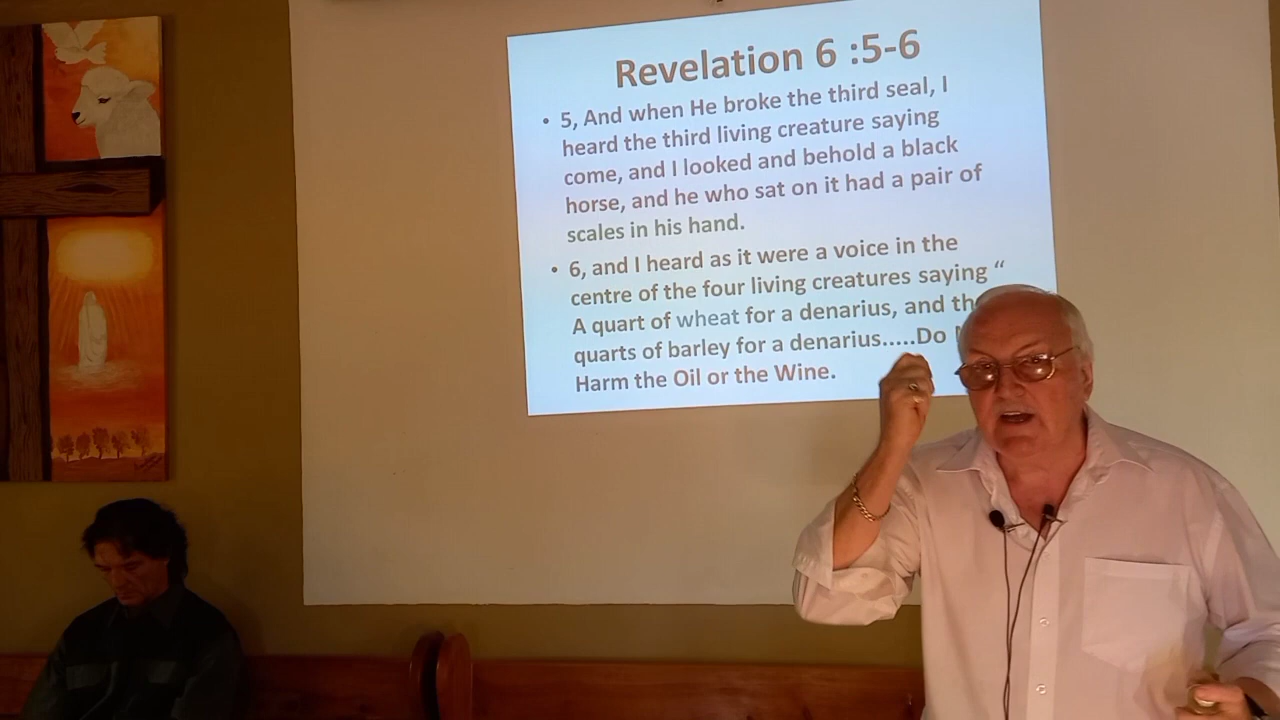 Revelation 6 :5-6
• 5, And when He broke the third seal, I
heard the third living creature saying
come, and I looked and behold a black
horse, and he who sat on it had a pair of
scales in his hand.
• 6, and I heard as it were a voice in the
centre of the four living creatures saying “
A quart of wheat for a denarius, and
quarts of barley for a denarius.....Do
Harm the Oil or the Wine.